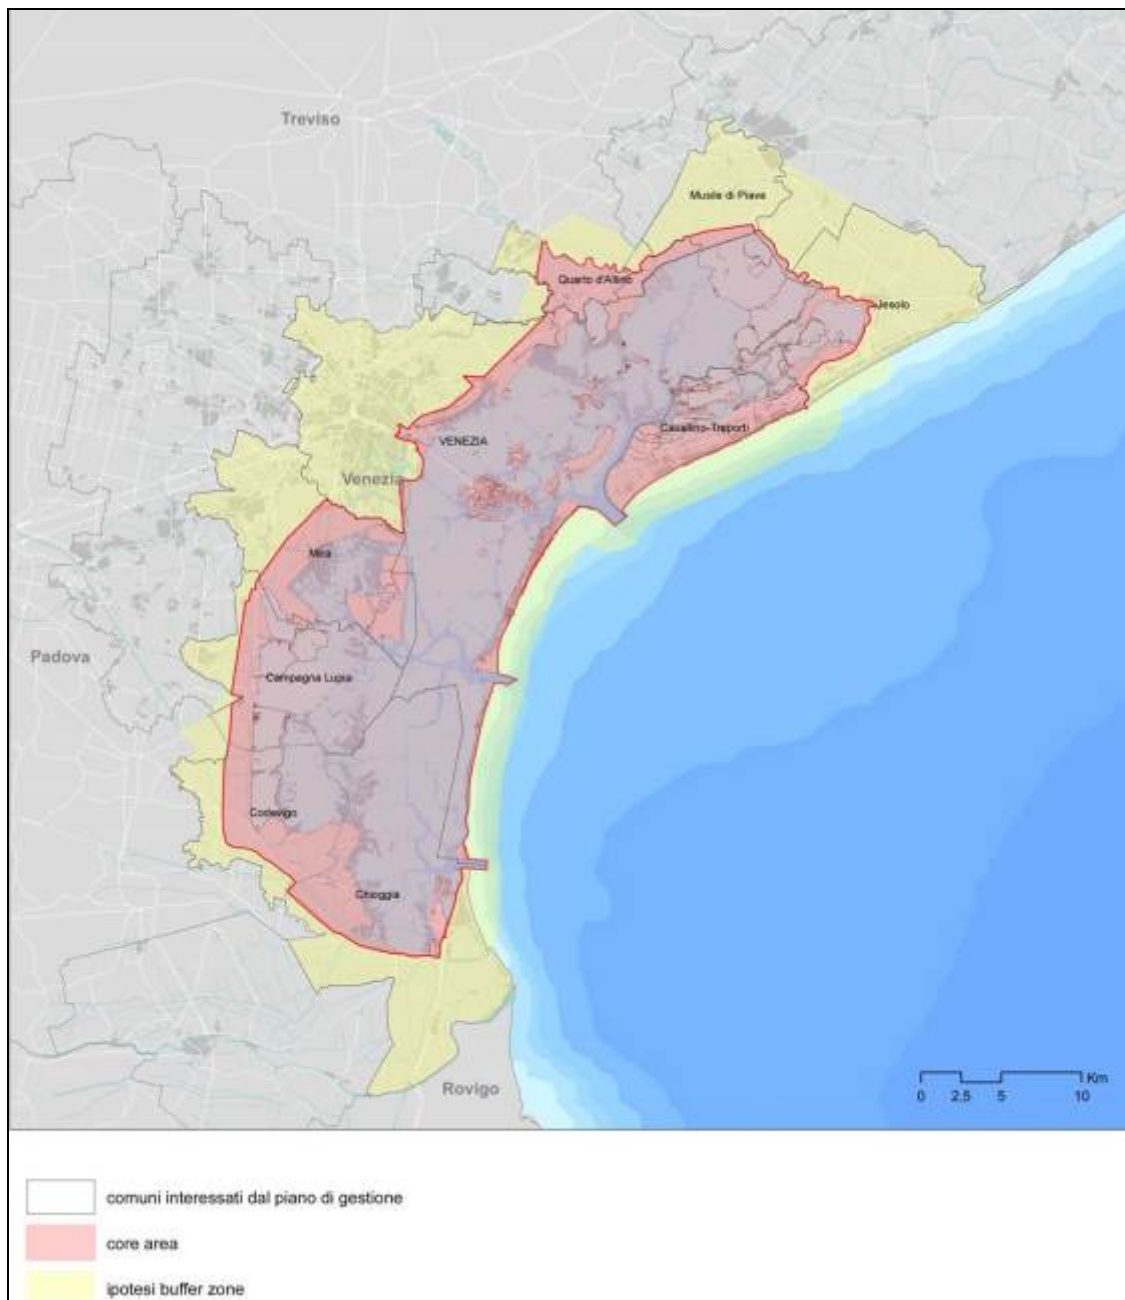 Treviso
Musile di Piave
Quarto d'Altino
Jesolo
Cavallino-Treporti
VENEZIA
Venezia
Mira
Padova
Campagna Lupia
Codevigo
Chioggia
Rovigo
Km
0 2,5 5 10
comuni interessati dal piano di gestione
core area
ipotesi buffer zone